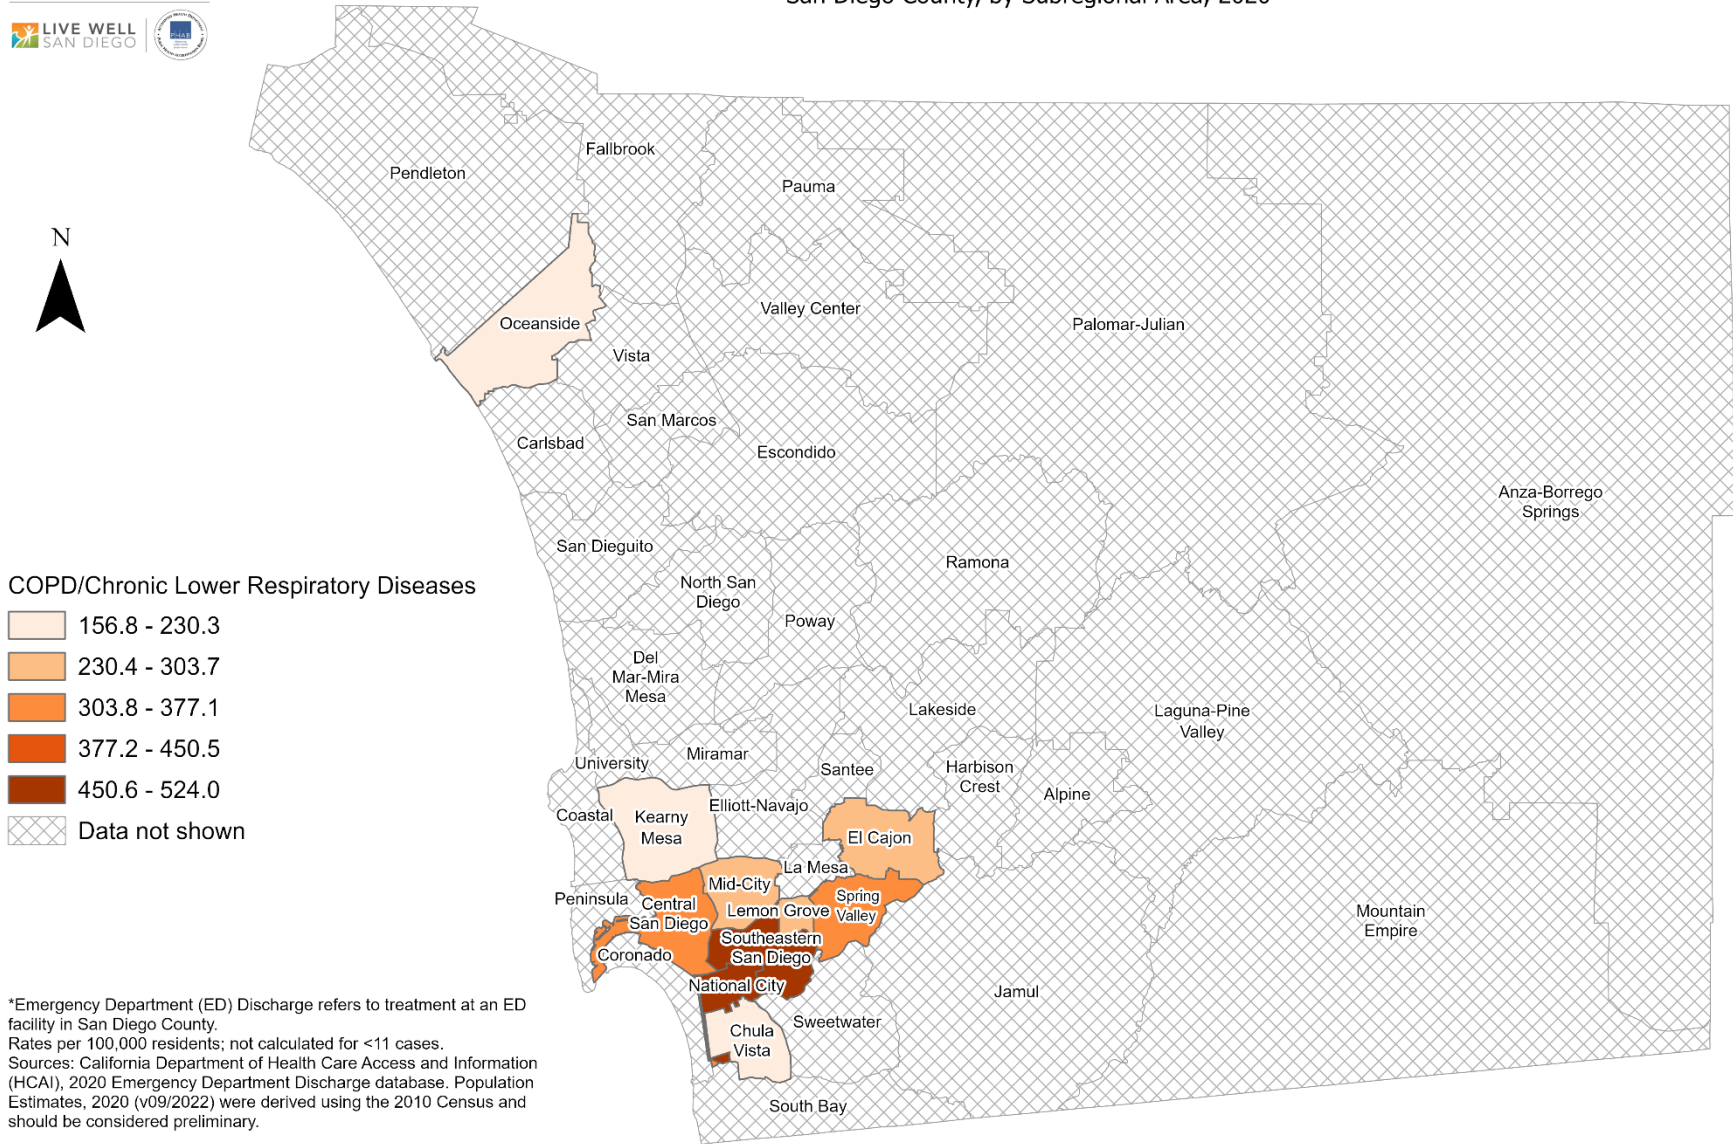 San Diego County, by Subregional Area, 2020
LIVE WELL
SAN DIEGO
PHAB
N
Pendleton
Fallbrook
Pauma
Oceanside
Valley Center
Palomar-Julian
Vista
San Marcos
Carlsbad
Escondido
Anza-Borrego
Springs
San Dieguito
Ramona
North San
Diego
Poway
Del
Mar-Mira
Mesa
Lakeside
Laguna-Pine
Valley
Miramar
University
Santee
Harbison
Crest
Alpine
Coastal
Kearny
Mesa
Elliott-Navajo
El Cajon
La Mesa
Mid-City
Peninsula
Central
San Diego
Lemon Grove
Spring
Valley
Mountain
Empire
Southeastern
San Diego
Coronado
National City
Jamul
Sweetwater
Chula
Vista
South Bay
COPD/Chronic Lower Respiratory Diseases
156.8 - 230.3
230.4 - 303.7
303.8 - 377.1
377.2 - 450.5
450.6 - 524.0
Data not shown
*Emergency Department (ED) Discharge refers to treatment at an ED
facility in San Diego County.
Rates per 100,000 residents; not calculated for <11 cases.
Sources: California Department of Health Care Access and Information
(HCAI), 2020 Emergency Department Discharge database. Population
Estimates, 2020 (v09/2022) were derived using the 2010 Census and
should be considered preliminary.